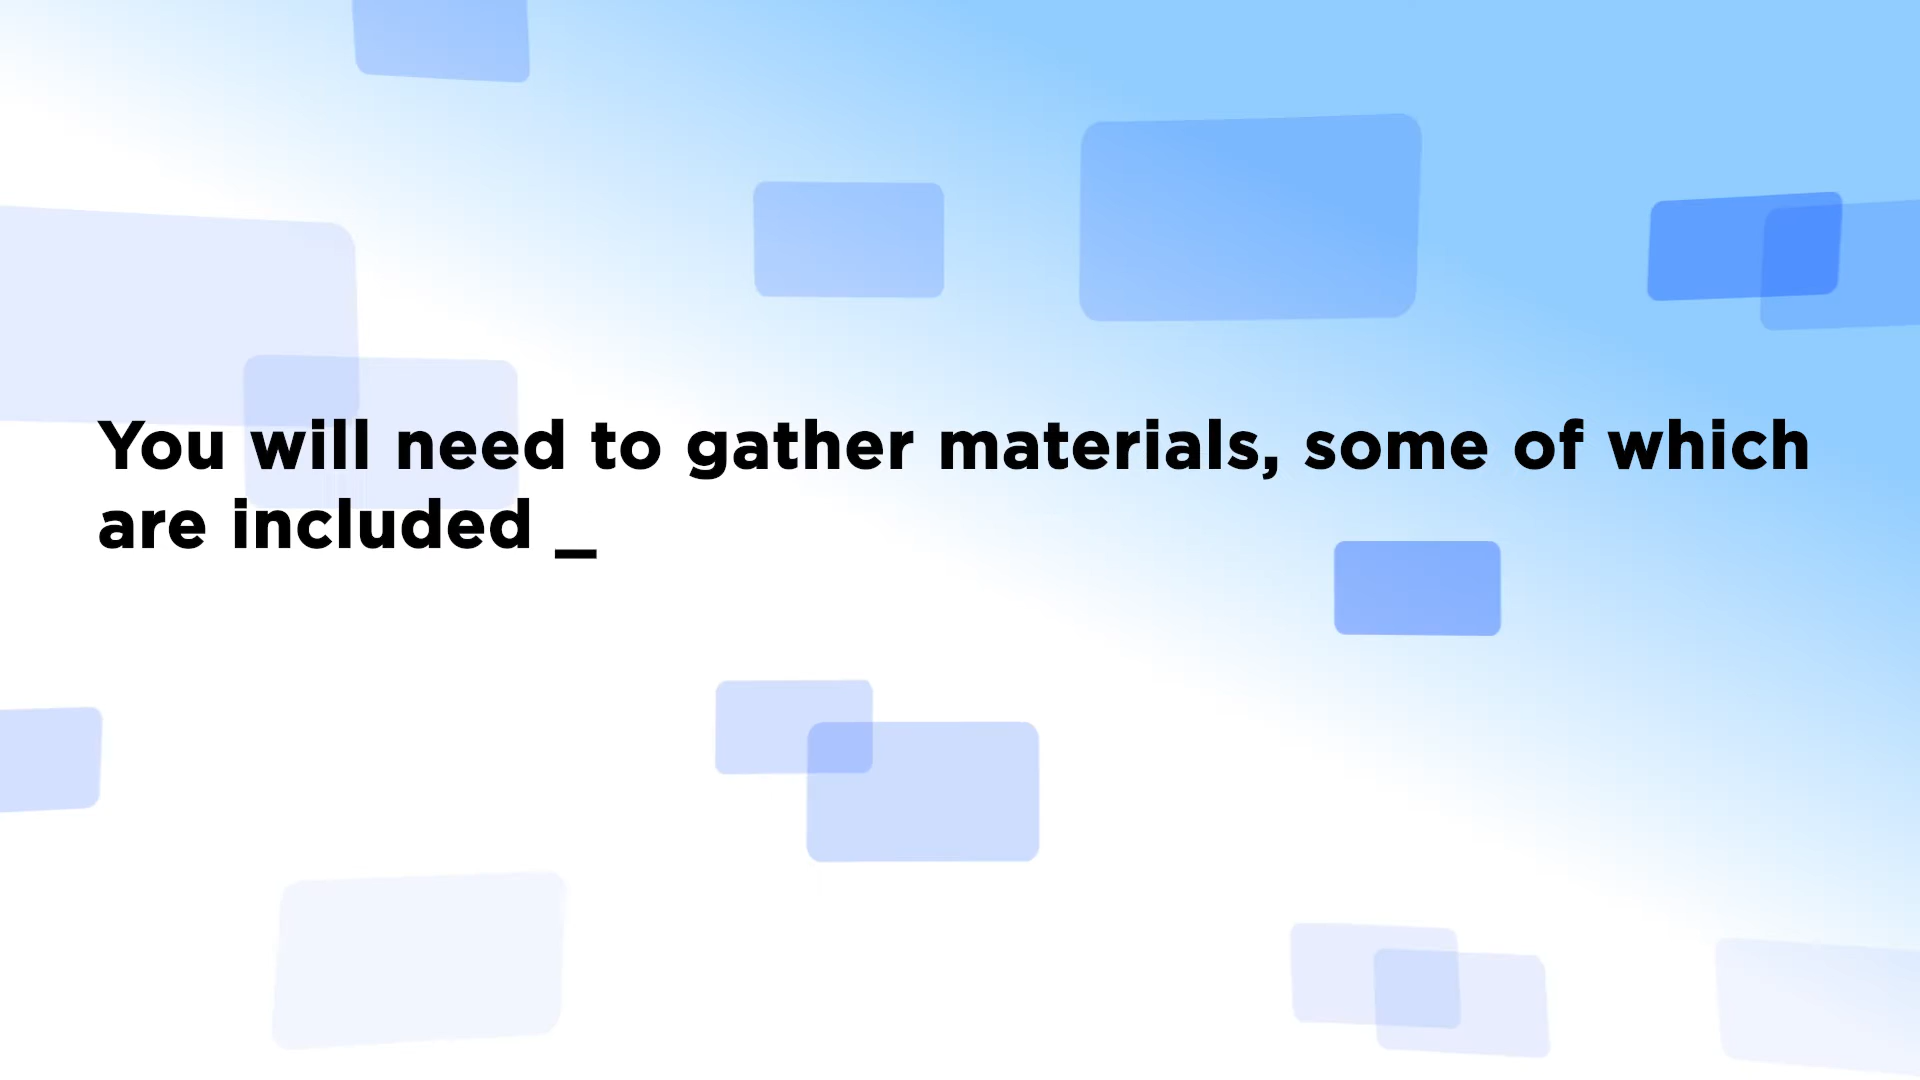 You will need to gather materials, some of which
are included _